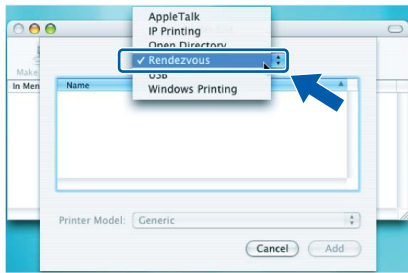 AppleTalk
IP Printing
Open Directory
✓ Rendezvous
USB
Windows Printing
Make
In Men
Name
Printer Model: Generic
Cancel Add